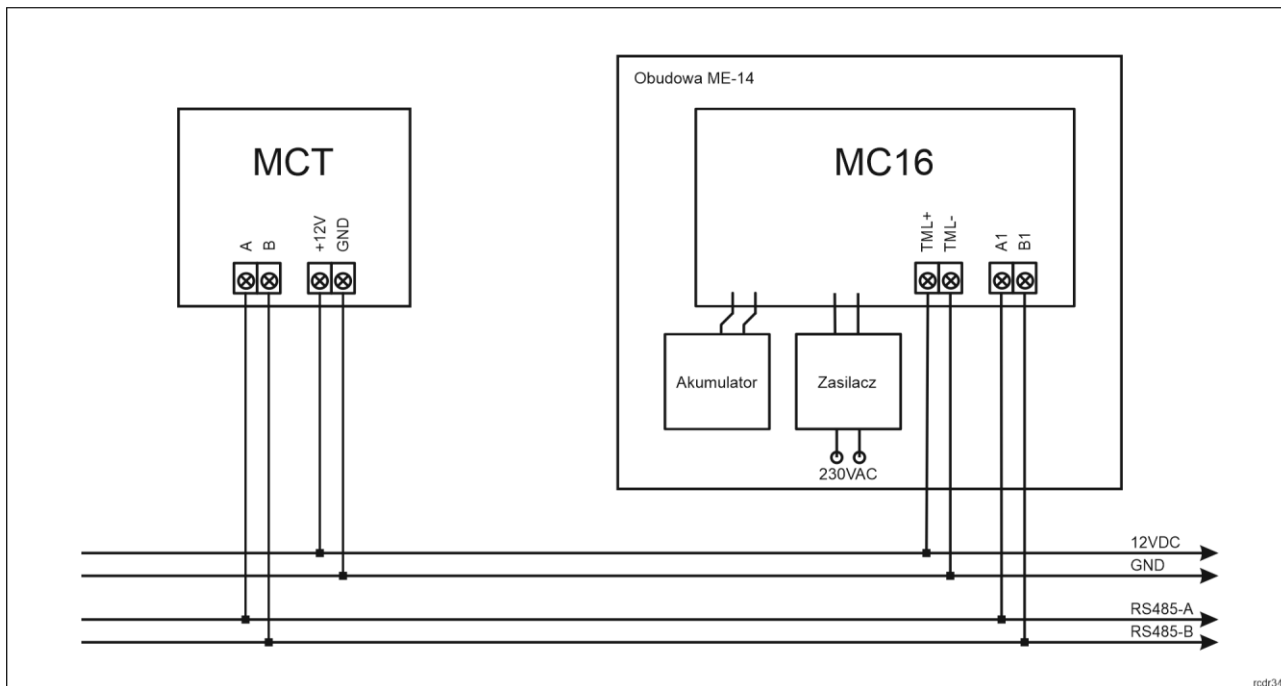 Obudowa ME-14
MCT
MC16
A
B
+12V
GND
TML+
TML-
A1
B1
Akumulator
Zasilacz
230VAC
12VDC
GND
RS485-A
RS485-B
rcdr34